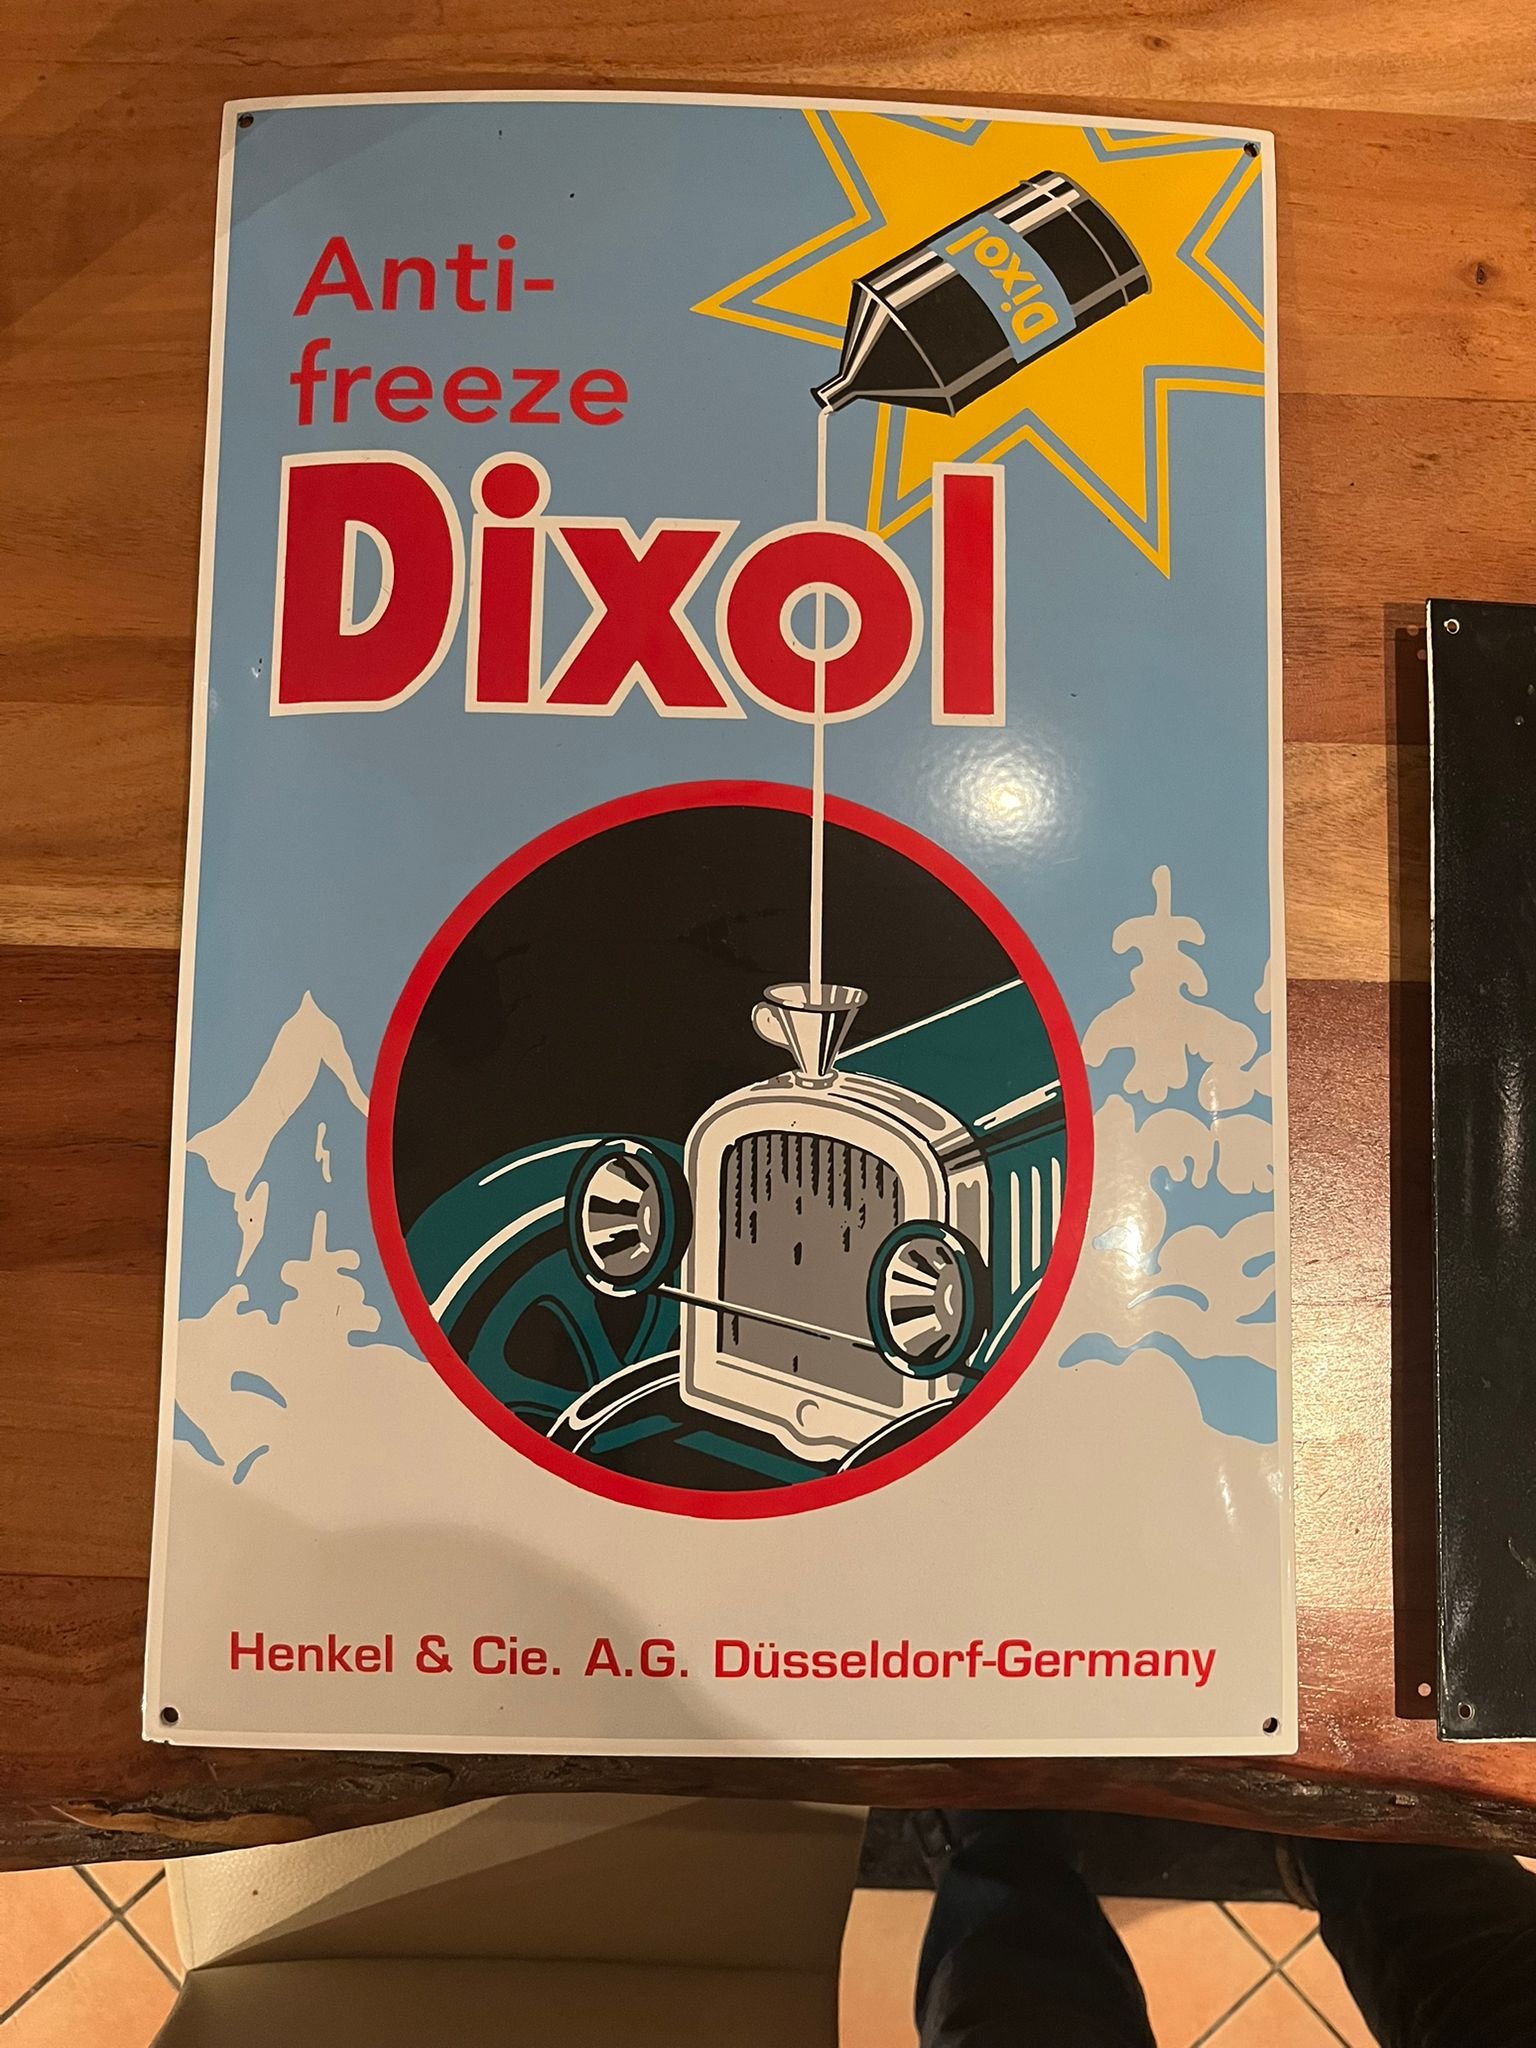 Anti-
freeze
Dixol
Dixol
Henkel & Cie. A.G. Düsseldorf-Germany